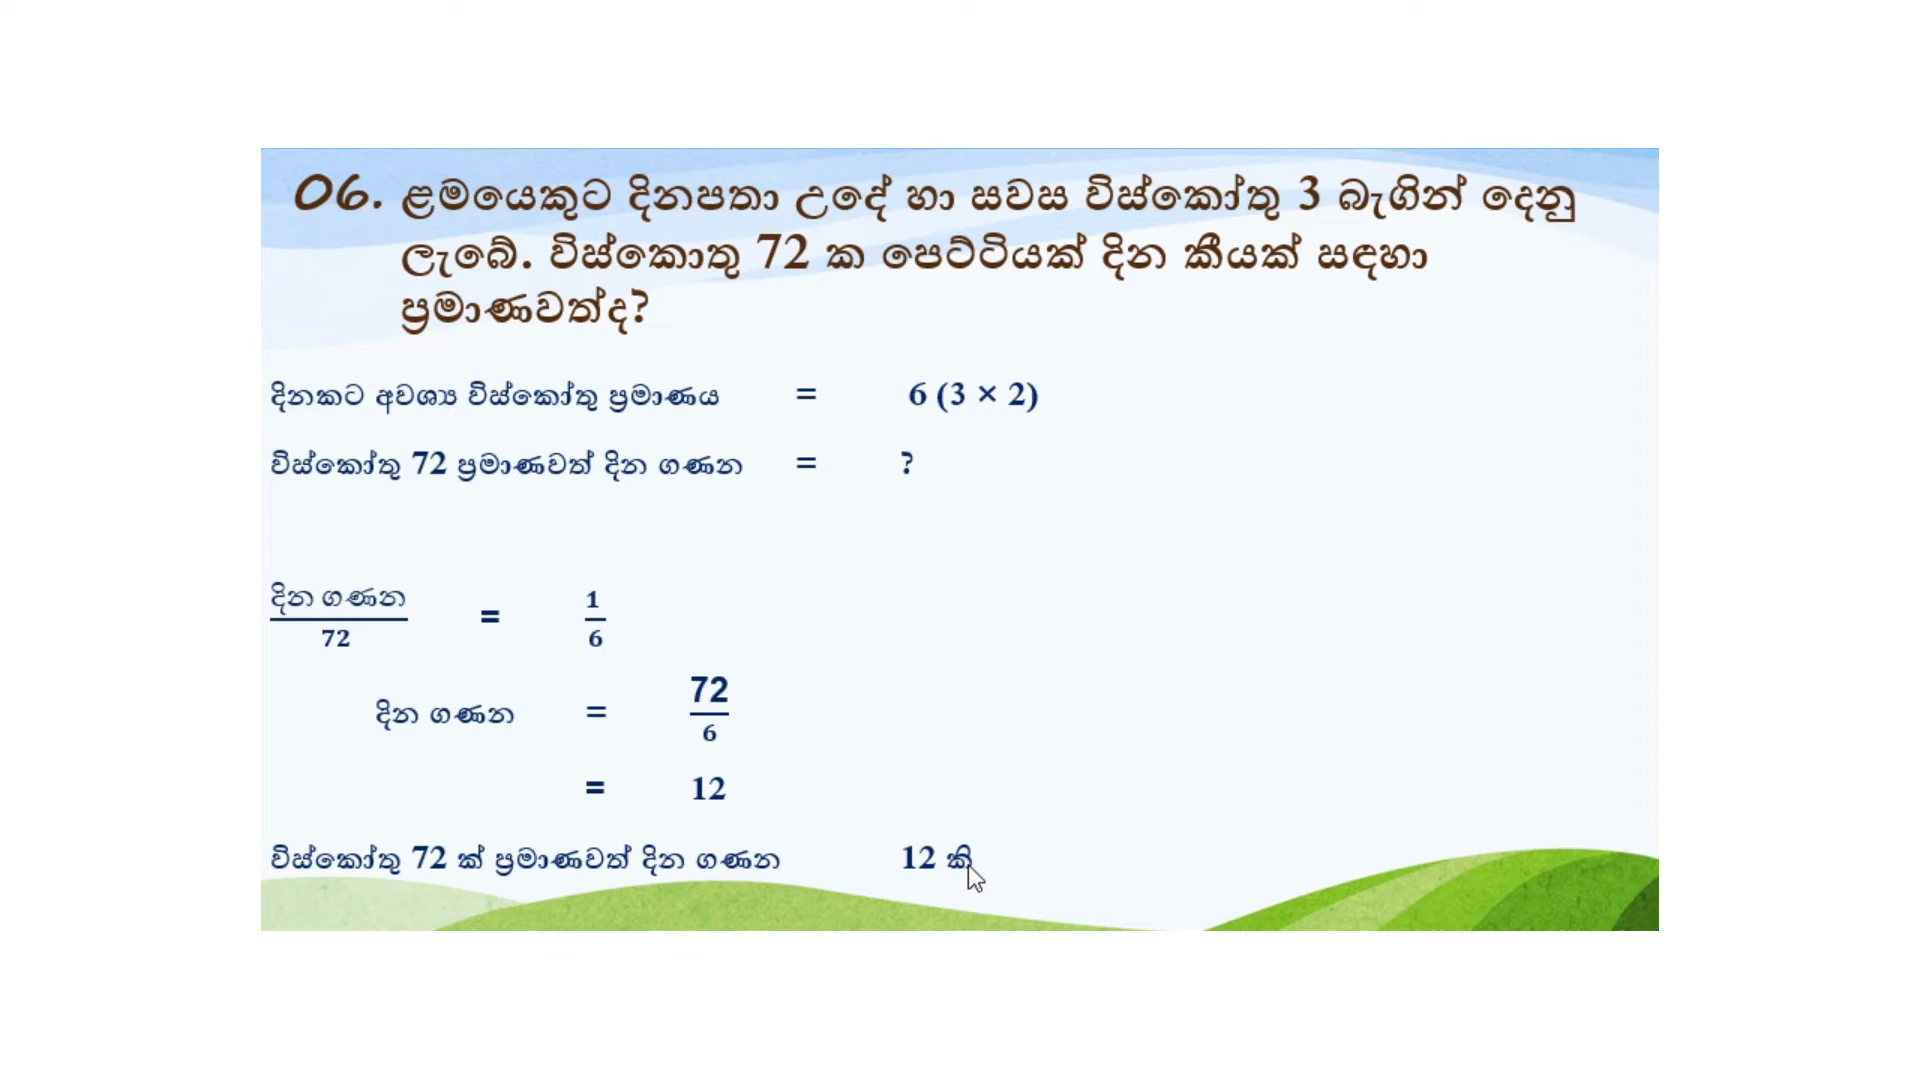 06. ළමයෙකුට දිනපතා උදේ හා සවස විස්කෝතු 3 බැගින් දෙනු
ලැබේ. විස්කොතු 72 ක පෙට්ටියක් දින කීයක් සඳහා
ප්‍රමාණවත්ද?
දිනකට අවශ්‍ය විස්කෝතු ප්‍රමාණය = 6 (3 × 2)
විස්කෝතු 72 ප්‍රමාණවත් දින ගණන = ?
දින ගණන / 72 = 1 / 6
දින ගණන = 72 / 6
= 12
විස්කෝතු 72 ක් ප්‍රමාණවත් දින ගණන 12 කි